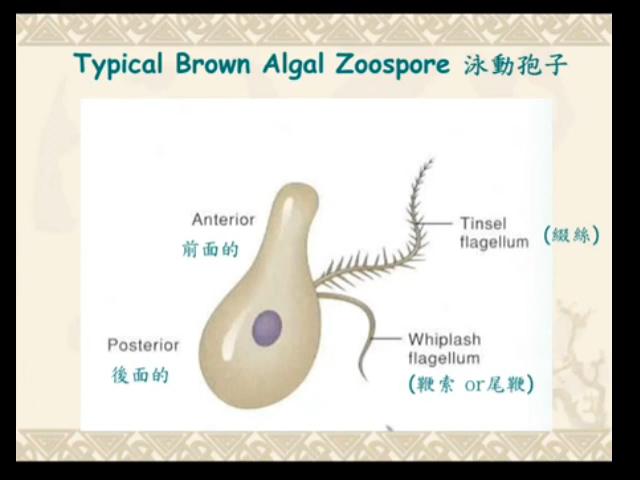 Typical Brown Algal Zoospore 泳動孢子
Anterior
前面的
Tinsel
flagellum
(綴絲)
Posterior
後面的
Whiplash
flagellum
(鞭索 or尾鞭)